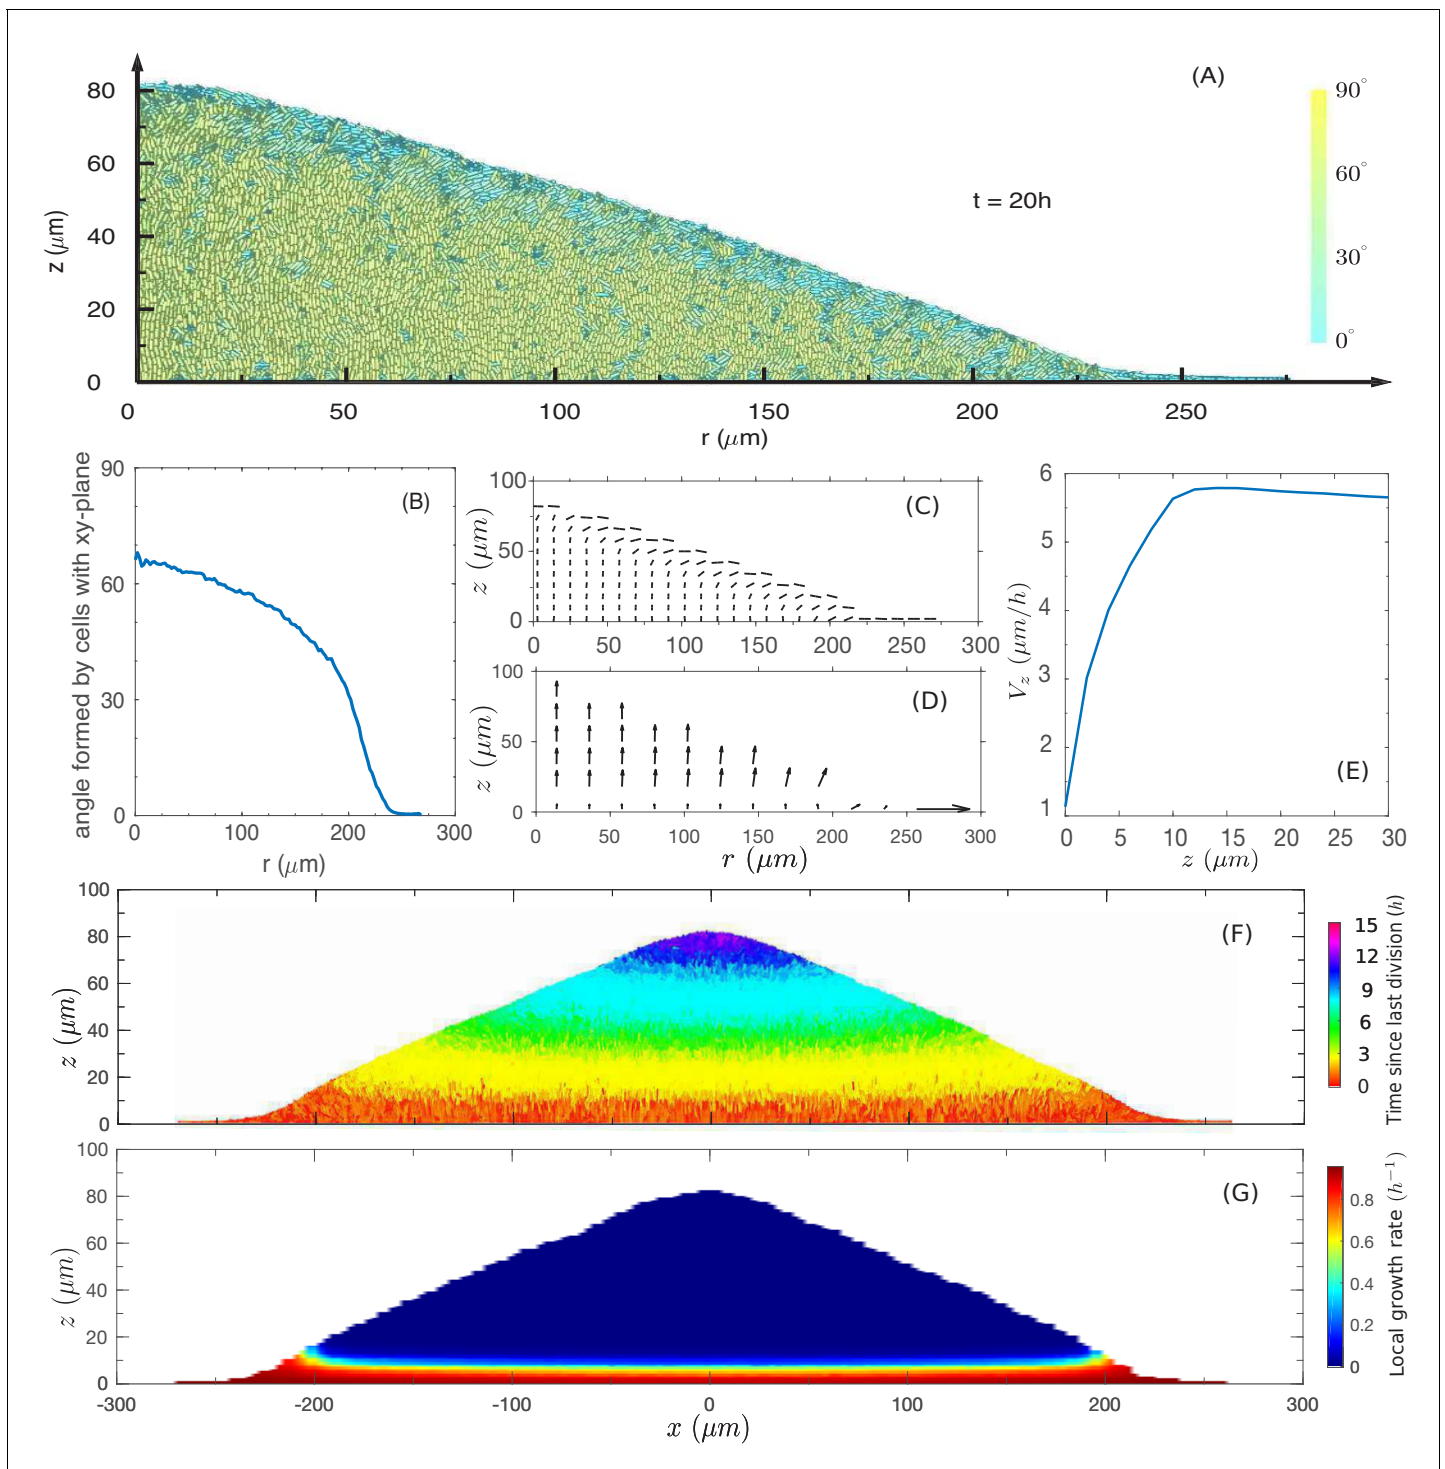 (A)
90°
60°
30°
0°
t = 20h
z (μm)
80
60
40
20
0
0 50 100 150 200 250
r (μm)
(B)
angle formed by cells with xy-plane
90
60
30
0
0 100 200 300
r (μm)
(C)
z (μm)
100
50
0
0 50 100 150 200 250 300
(D)
z (μm)
100
50
0
0 50 100 150 200 250 300
r (μm)
(E)
V_z (μm/h)
6
5
4
3
2
1
0 5 10 15 20 25 30
z (μm)
(F)
z (μm)
100
80
60
40
20
0
15
12
9
6
3
0
Time since last division (h)
(G)
z (μm)
100
80
60
40
20
0
-300 -200 -100 0 100 200 300
x (μm)
0.8
0.6
0.4
0.2
0
Local growth rate (h⁻¹)